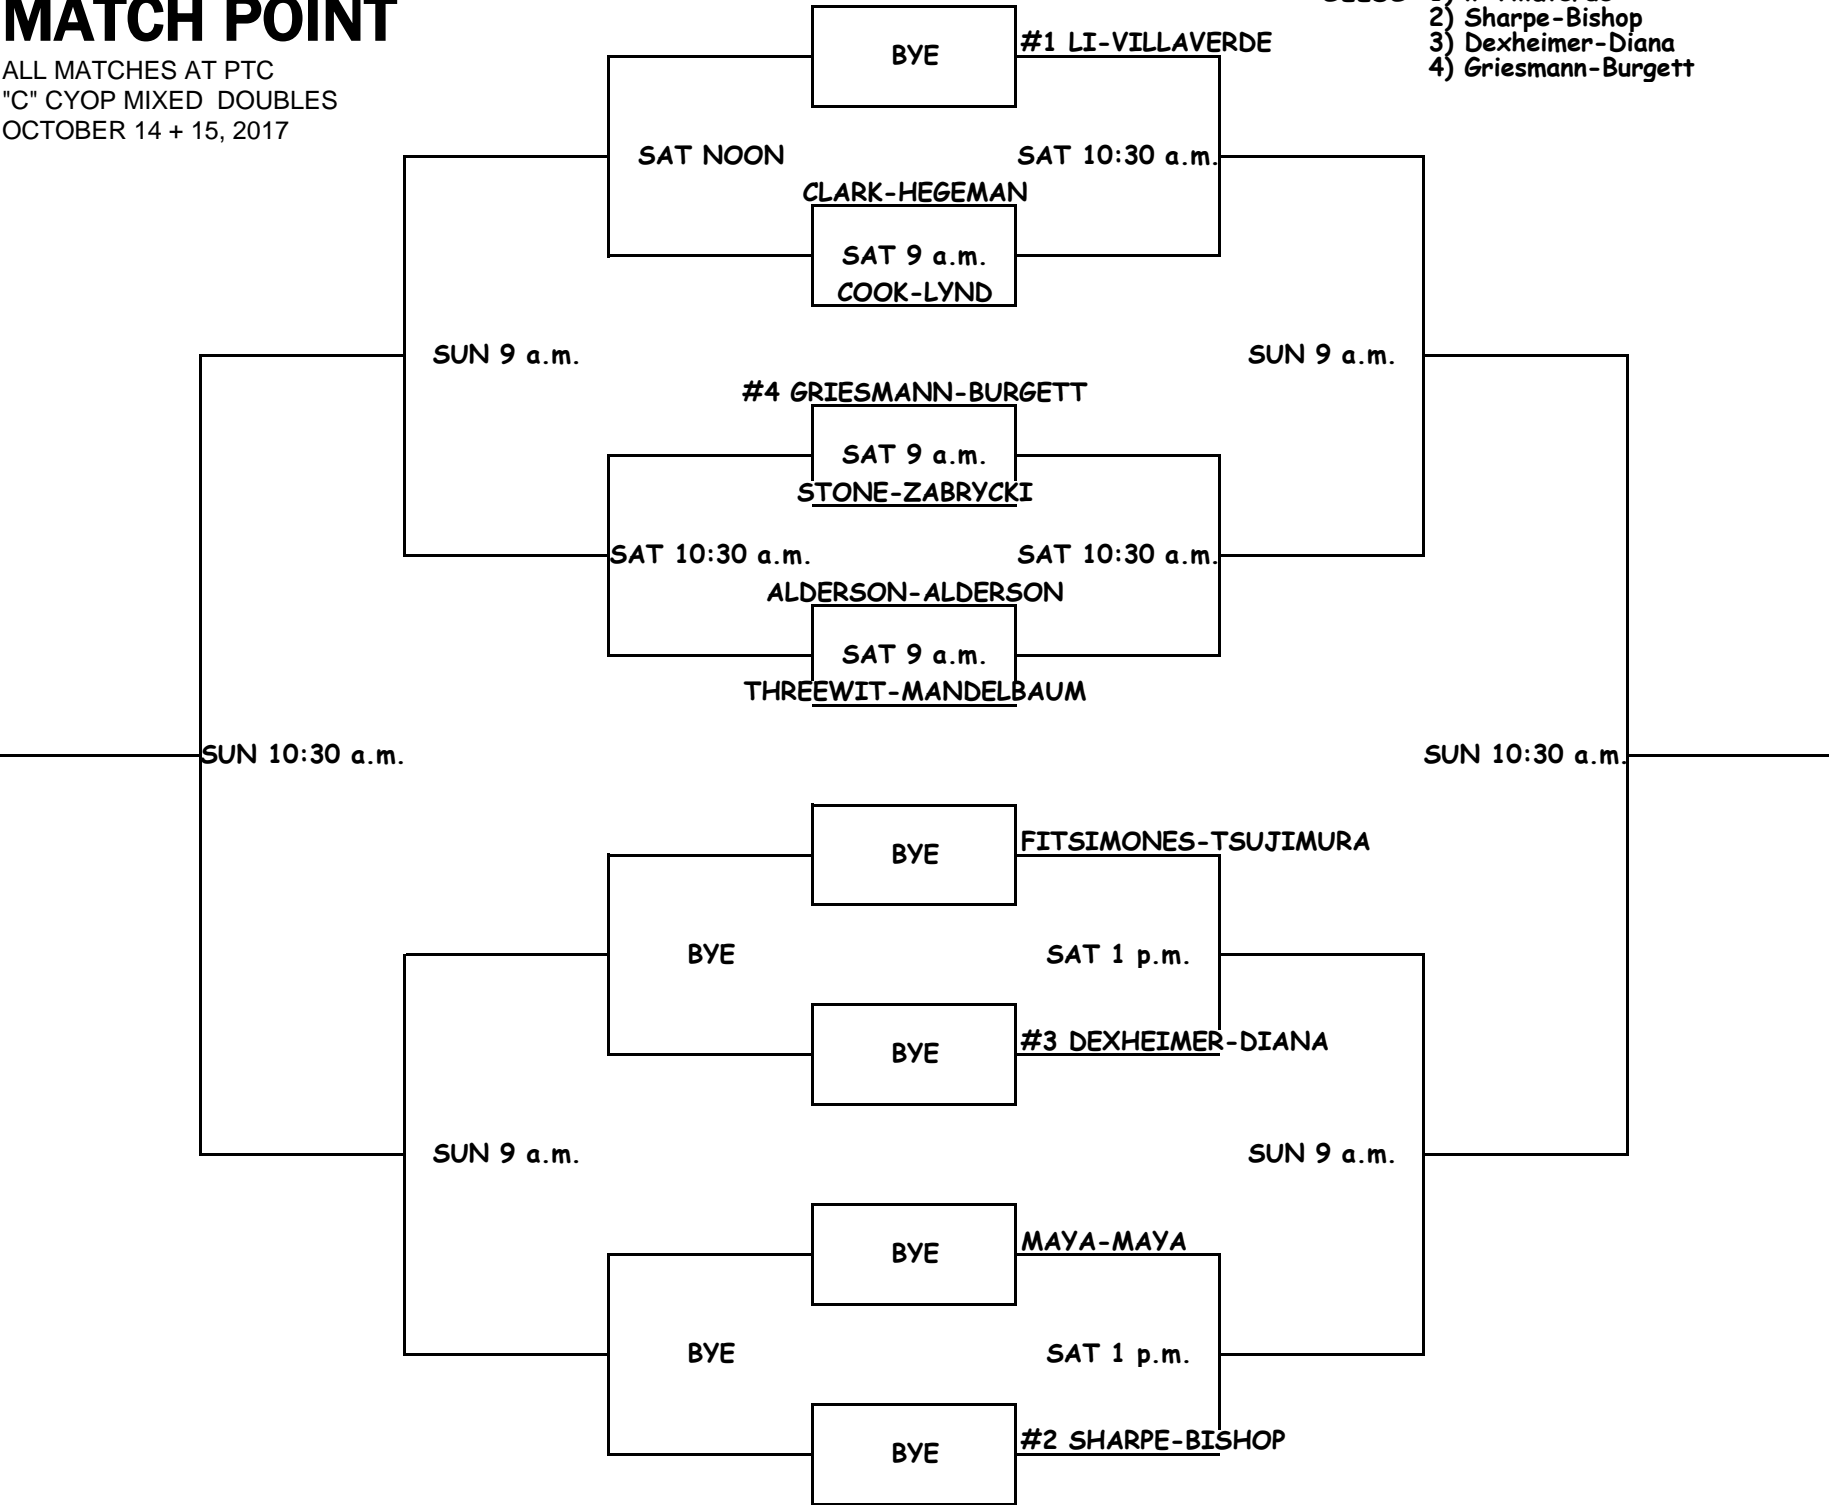 MATCH POINT
2) Sharpe-Bishop
3) Dexheimer-Diana
4) Griesmann-Burgett
ALL MATCHES AT PTC
"C" CYOP MIXED DOUBLES
OCTOBER 14 + 15, 2017
BYE
#1 LI-VILLAVERDE
SAT NOON
SAT 10:30 a.m.
CLARK-HEGEMAN
SAT 9 a.m.
COOK-LYND
SUN 9 a.m.
SUN 9 a.m.
#4 GRIESMANN-BURGETT
SAT 9 a.m.
STONE-ZABRYCKI
SAT 10:30 a.m.
SAT 10:30 a.m.
ALDERSON-ALDERSON
SAT 9 a.m.
THREEWIT-MANDELBAUM
SUN 10:30 a.m.
SUN 10:30 a.m.
BYE
FITSIMONES-TSUJIMURA
BYE
SAT 1 p.m.
BYE
#3 DEXHEIMER-DIANA
SUN 9 a.m.
SUN 9 a.m.
BYE
MAYA-MAYA
BYE
SAT 1 p.m.
BYE
#2 SHARPE-BISHOP